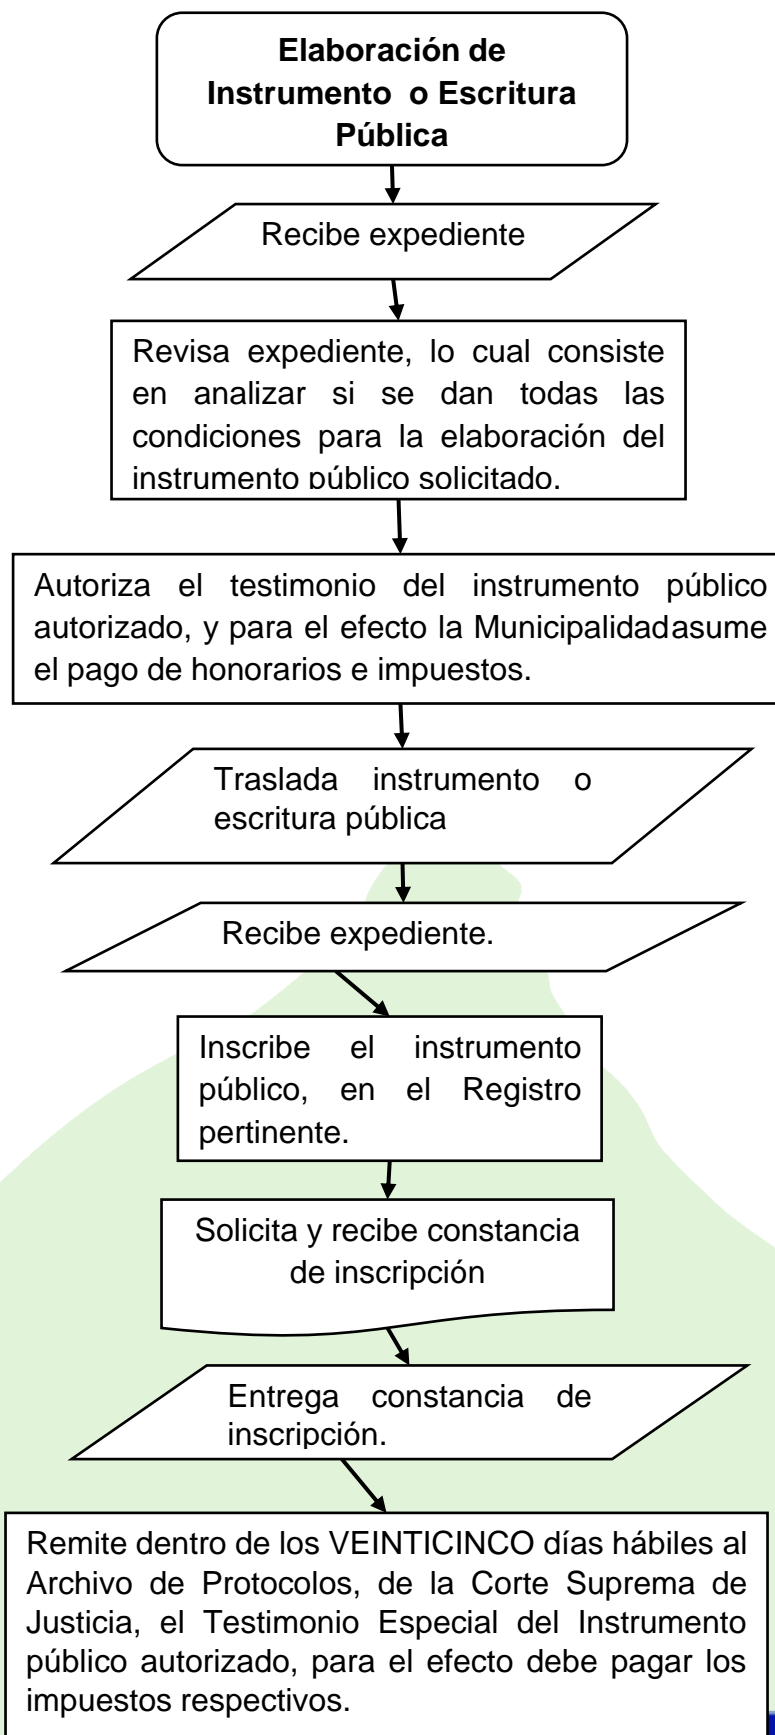 Elaboración de
Instrumento o Escritura
Pública
Recibe expediente
Revisa expediente, lo cual consiste
en analizar si se dan todas las
condiciones para la elaboración del
instrumento público solicitado.
Autoriza el testimonio del instrumento público
autorizado, y para el efecto la Municipalidadasume
el pago de honorarios e impuestos.
Traslada instrumento o
escritura pública
Recibe expediente.
Inscribe el instrumento
público, en el Registro
pertinente.
Solicita y recibe constancia
de inscripción
Entrega constancia de
inscripción.
Remite dentro de los VEINTICINCO días hábiles al
Archivo de Protocolos, de la Corte Suprema de
Justicia, el Testimonio Especial del Instrumento
público autorizado, para el efecto debe pagar los
impuestos respectivos.